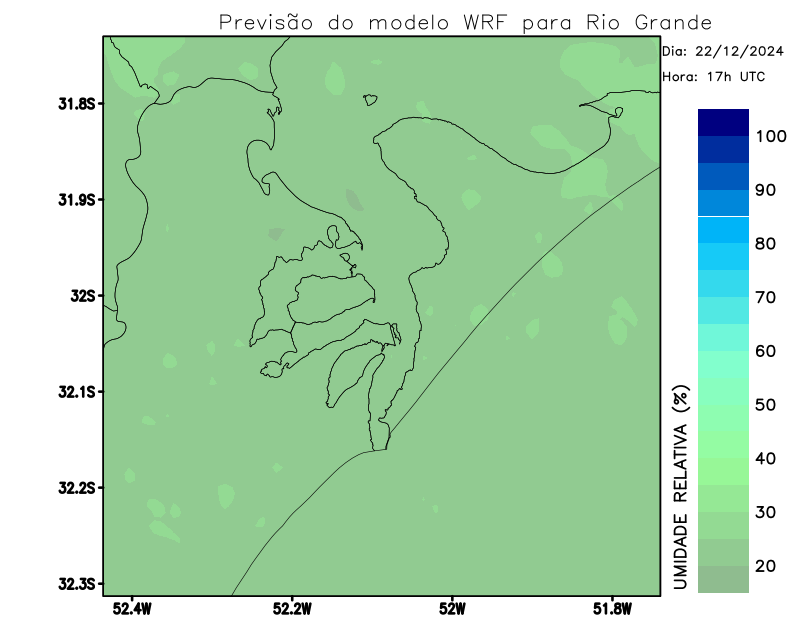 Previsão do modelo WRF para Rio Grande
Dia: 22/12/2024
Hora: 17h UTC
31.8S
31.9S
32S
32.1S
32.2S
32.3S
52.4W
52.2W
52W
51.8W
UMIDADE RELATIVA (%)
100
90
80
70
60
50
40
30
20